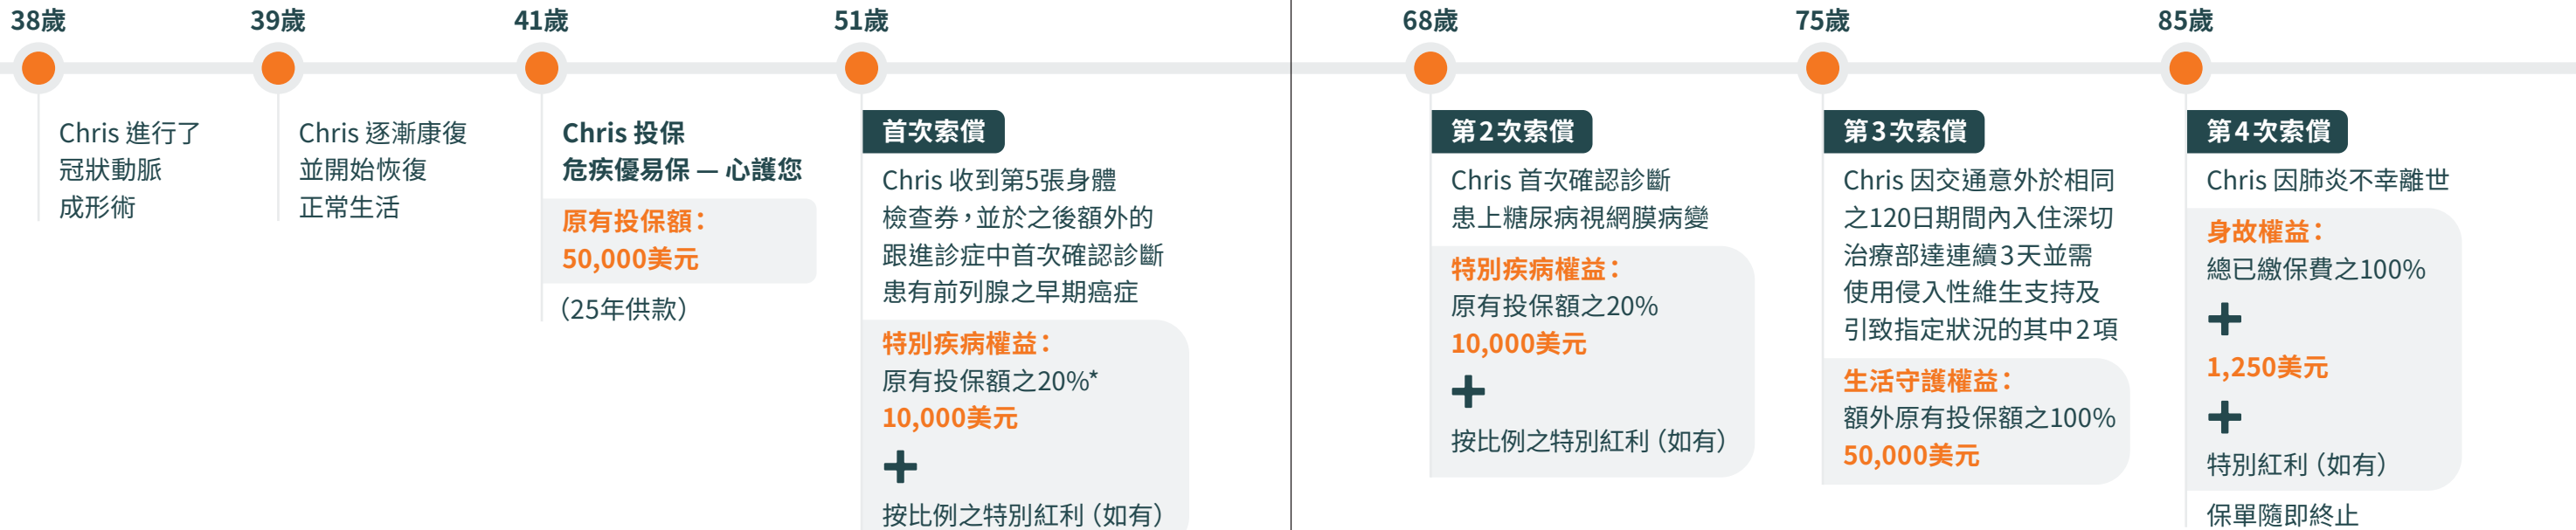 38歲
Chris 進行了
冠狀動脈
成形術
39歲
Chris 逐漸康復
並開始恢復
正常生活
41歲
Chris 投保
危疾優易保 — 心護您
原有投保額：
50,000美元
（25年供款）
51歲
首次索償
Chris 收到第5張身體
檢查券，並於之後額外的
跟進診症中首次確認診斷
患有前列腺之早期癌症
特別疾病權益：
原有投保額之20%*
10,000美元
+
按比例之特別紅利（如有）
68歲
第2次索償
Chris 首次確認診斷
患上糖尿病視網膜病變
特別疾病權益：
原有投保額之20%
10,000美元
+
按比例之特別紅利（如有）
75歲
第3次索償
Chris 因交通意外於相同
之120日期間內入住深切
治療部達連續3天並需
使用侵入性維生支持及
引致指定狀況的其中2項
生活守護權益：
額外原有投保額之100%
50,000美元
85歲
第4次索償
Chris 因肺炎不幸離世
身故權益：
總已繳保費之100%
+
1,250美元
+
特別紅利（如有）
保單隨即終止